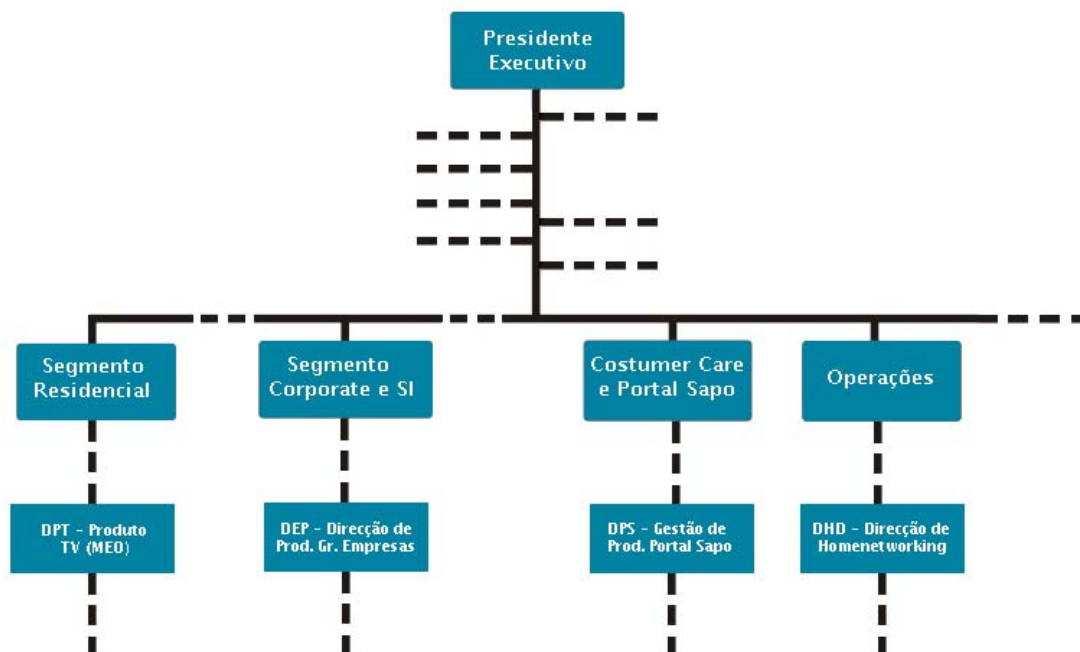 Presidente
Executivo
Segmento
Residencial
Segmento
Corporate e SI
Costumer Care
e Portal Sapo
Operações
DPT - Produto
TV (MEO)
DEP - Direcção de
Prod. Gr. Empresas
DPS - Gestão de
Prod. Portal Sapo
DHD - Direcção de
Homenetworking